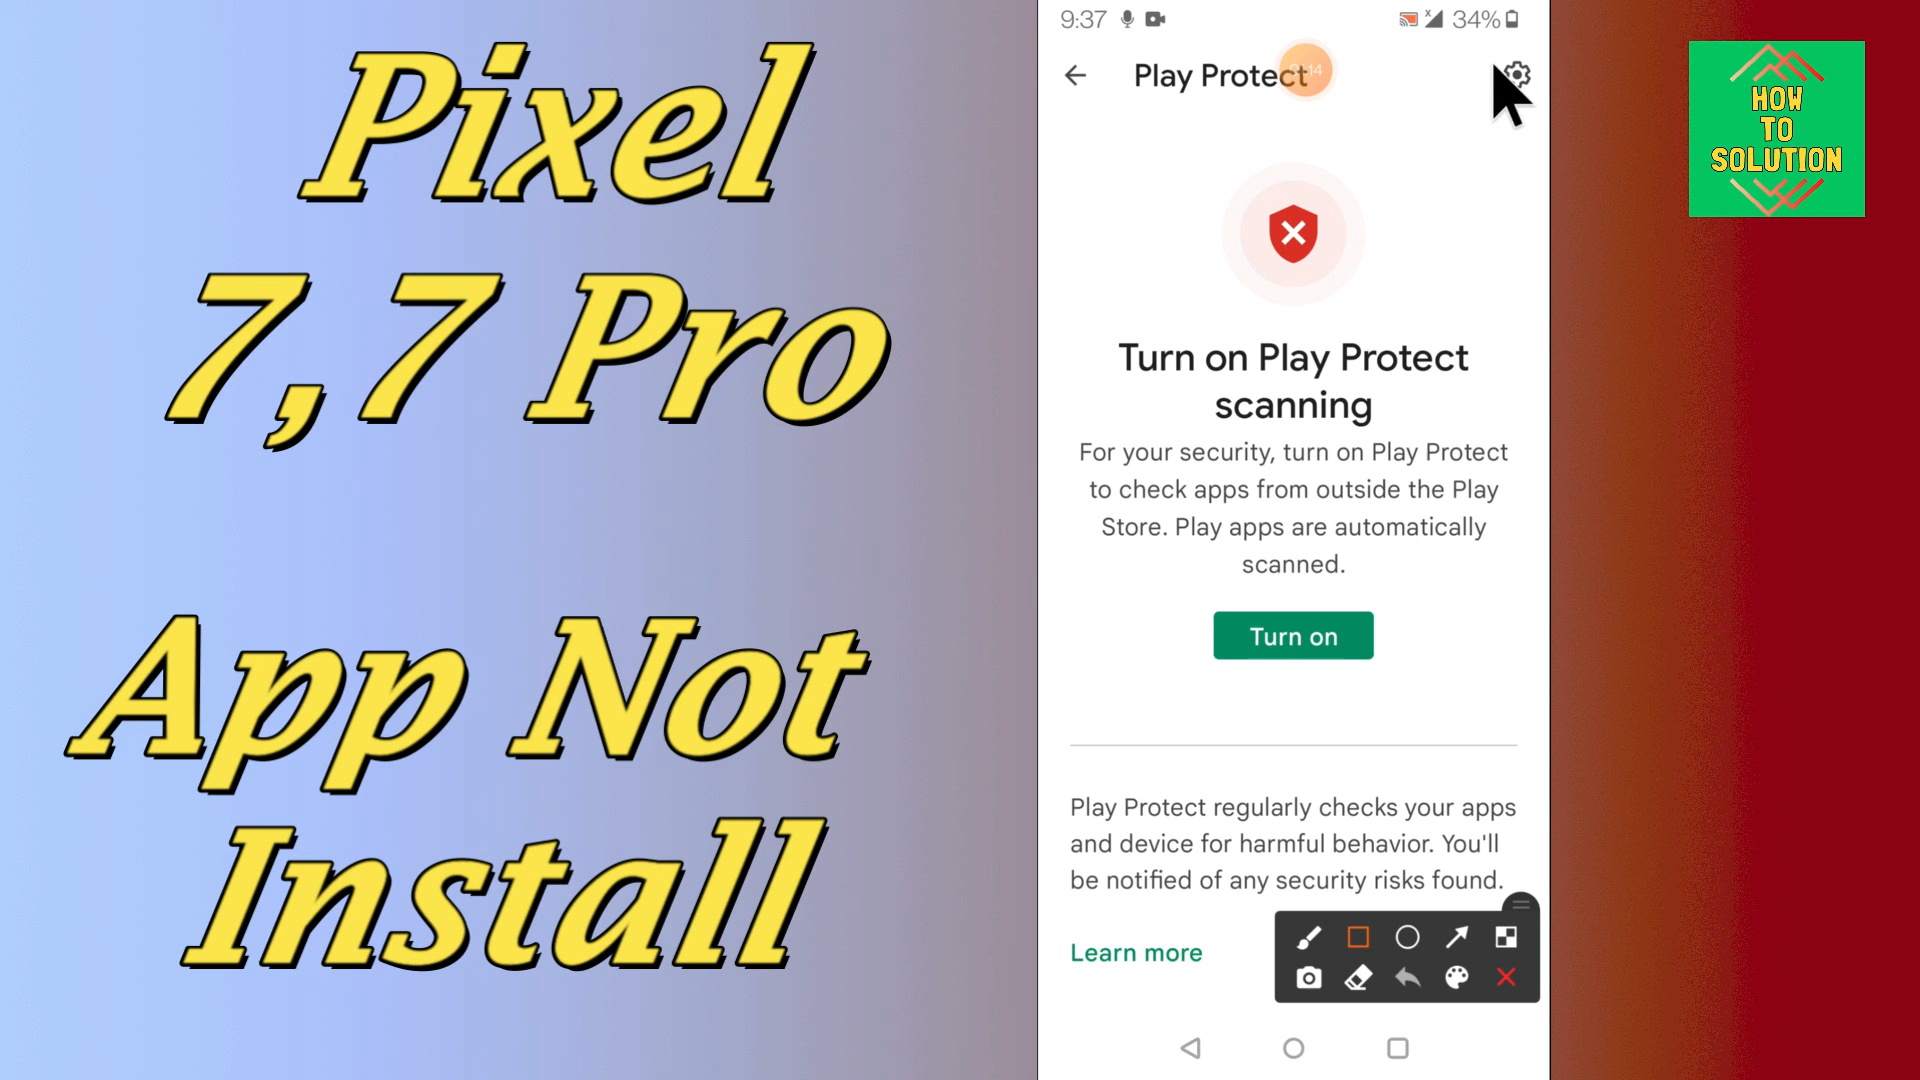 Pixel
7,7 Pro
App Not
Install
9:37
34%
Play Protect
Turn on Play Protect
scanning
For your security, turn on Play Protect
to check apps from outside the Play
Store. Play apps are automatically
scanned.
Turn on
Play Protect regularly checks your apps
and device for harmful behavior. You'll
be notified of any security risks found.
Learn more
HOW
TO
SOLUTION